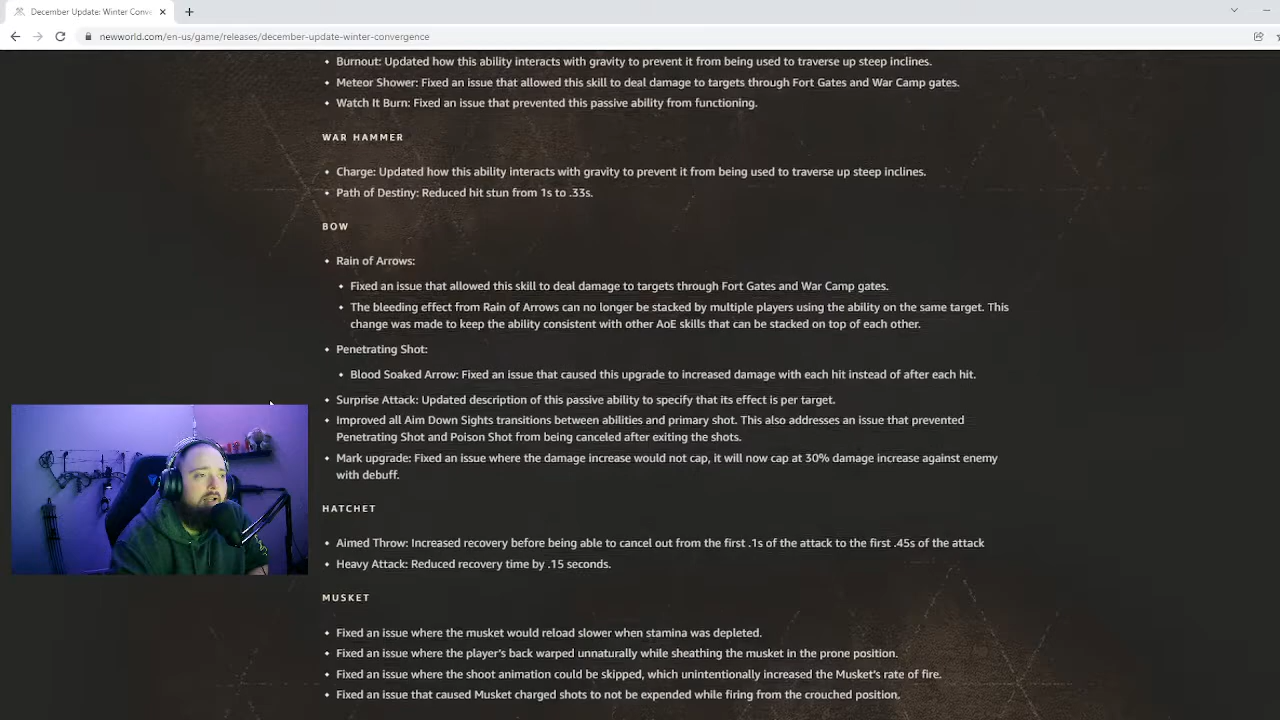 December Update: Winter Conve
newworld.com/en-us/game/releases/december-update-winter-convergence
Burnout: Updated how this ability interacts with gravity to prevent it from being used to traverse up steep inclines.
Meteor Shower: Fixed an issue that allowed this skill to deal damage to targets through Fort Gates and War Camp gates.
Watch It Burn: Fixed an issue that prevented this passive ability from functioning.
WAR HAMMER
Charge: Updated how this ability interacts with gravity to prevent it from being used to traverse up steep inclines.
Path of Destiny: Reduced hit stun from 1s to .33s.
BOW
Rain of Arrows:
Fixed an issue that allowed this skill to deal damage to targets through Fort Gates and War Camp gates.
The bleeding effect from Rain of Arrows can no longer be stacked by multiple players using the ability on the same target. This
change was made to keep the ability consistent with other AoE skills that can be stacked on top of each other.
Penetrating Shot:
Blood Soaked Arrow: Fixed an issue that caused this upgrade to increased damage with each hit instead of after each hit.
Surprise Attack: Updated description of this passive ability to specify that its effect is per target.
Improved all Aim Down Sights transitions between abilities and primary shot. This also addresses an issue that prevented
Penetrating Shot and Poison Shot from being canceled after exiting the shots.
Mark upgrade: Fixed an issue where the damage increase would not cap, it will now cap at 30% damage increase against enemy
with debuff.
HATCHET
Aimed Throw: Increased recovery before being able to cancel out from the first .1s of the attack to the first .45s of the attack
Heavy Attack: Reduced recovery time by .15 seconds.
MUSKET
Fixed an issue where the musket would reload slower when stamina was depleted.
Fixed an issue where the player's back warped unnaturally while sheathing the musket in the prone position.
Fixed an issue where the shoot animation could be skipped, which unintentionally increased the Musket's rate of fire.
Fixed an issue that caused Musket charged shots to not be expended while firing from the crouched position.